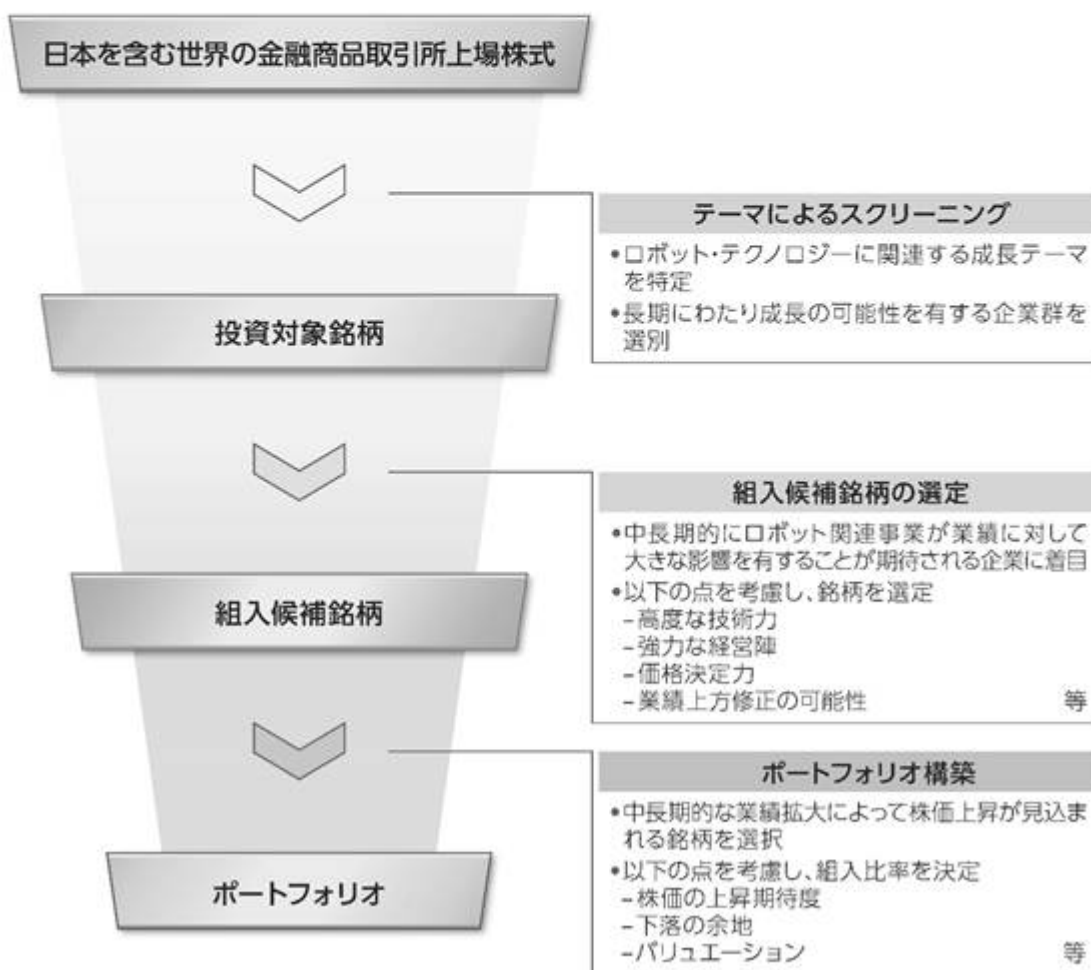 日本を含む世界の金融商品取引所上場株式
テーマによるスクリーニング
•ロボット・テクノロジーに関連する成長テーマ
を特定
•長期にわたり成長の可能性を有する企業群を
選別
投資対象銘柄
組入候補銘柄の選定
•中長期的にロボット関連事業が業績に対して
大きな影響を有することが期待される企業に着目
•以下の点を考慮し、銘柄を選定
–高度な技術力
–強力な経営陣
–価格決定力
–業績上方修正の可能性 等
組入候補銘柄
ポートフォリオ構築
•中長期的な業績拡大によって株価上昇が見込ま
れる銘柄を選択
•以下の点を考慮し、組入比率を決定
–株価の上昇期待度
–下落の余地
–バリュエーション 等
ポートフォリオ